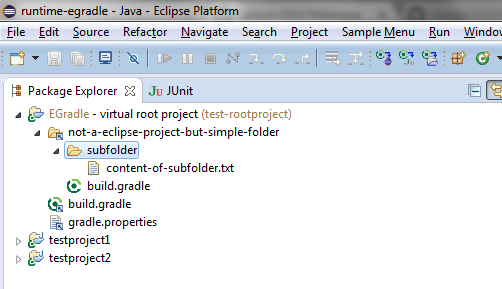 runtime-egradle - Java - Eclipse Platform
File Edit Source Refactor Navigate Search Project Sample Menu Run Window
Package Explorer JUnit
EGradle - virtual root project (test-rootproject)
not-a-eclipse-project-but-simple-folder
subfolder
content-of-subfolder.txt
build.gradle
build.gradle
gradle.properties
testproject1
testproject2